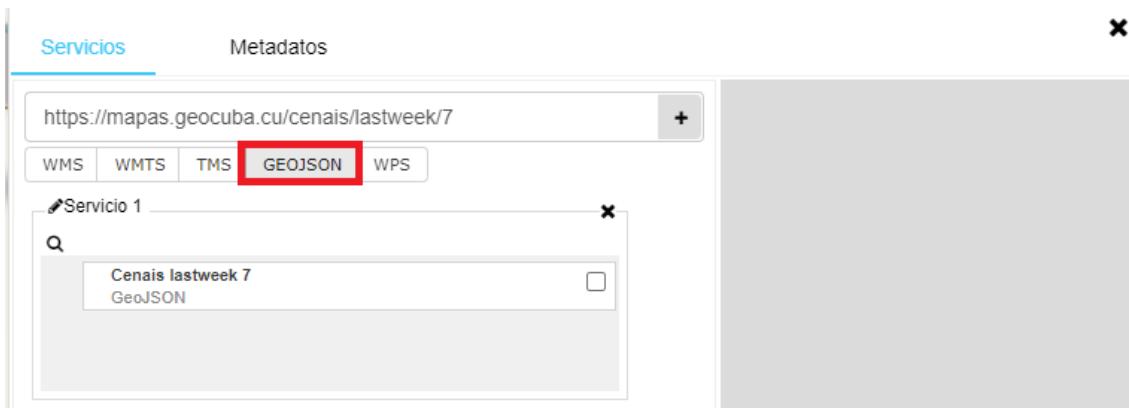 Servicios Metadatos
https://mapas.geocuba.cu/cenais/lastweek/7 +
WMS WMTS TMS GEOJSON WPS
Servicio 1
Cenais lastweek 7
GeoJSON